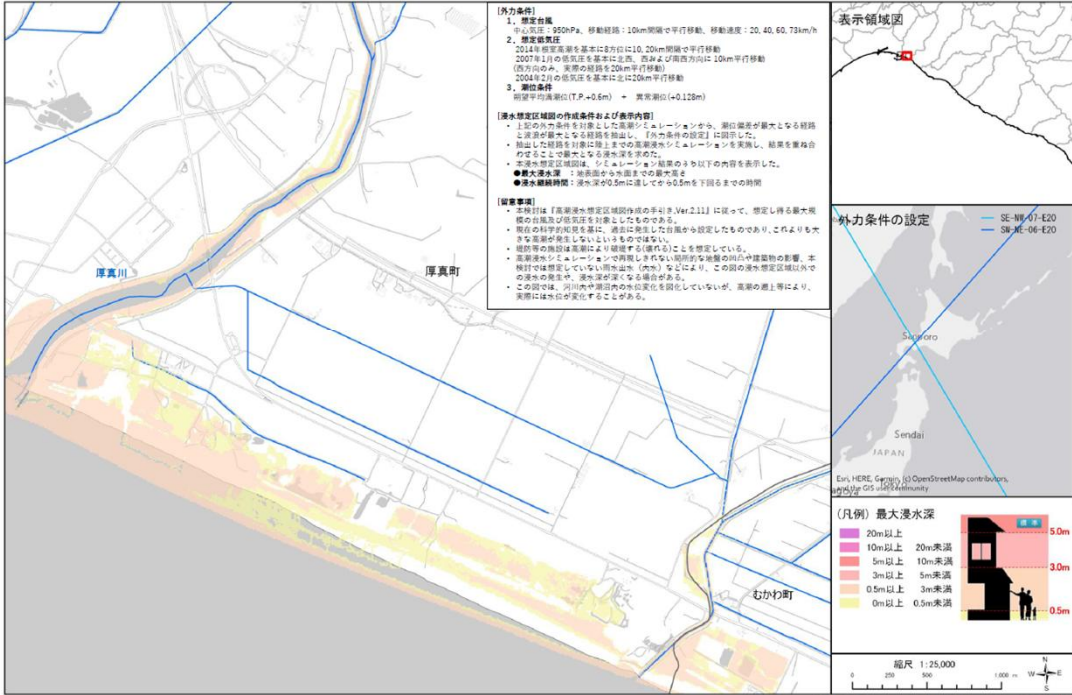 [外力条件]
1. 想定台風
中心気圧：950hPa、移動経路：10km間隔で平行移動、移動速度：20, 40, 60, 73km/h
2. 想定低気圧
2014年根室高潮を基本に8方位に10, 20km間隔で平行移動
2007年1月の低気圧を基本に北西、西および南西方向に 10km平行移動
(西方向のみ、実際の経路を20km平行移動)
2004年2月の低気圧を基本に北に20km平行移動
3. 潮位条件
朔望平均満潮位(T.P.+0.6m) + 異常潮位(+0.128m)
[浸水想定区域図の作成条件および表示内容]
・ 上記の外力条件を対象とした高潮シミュレーションから、潮位偏差が最大となる経路
と波浪が最大となる経路を抽出し、『外力条件の設定』に図示した。
・ 抽出した経路を対象に陸上までの高潮浸水シミュレーションを実施し、結果を重ね合
わせることで最大となる浸水深を求めた。
・ 本浸水想定区域図は、シミュレーション結果のうち以下の内容を表示した。
●最大浸水深 ：地表面から水面までの最大高さ
●浸水継続時間：浸水深が0.5mに達してから0.5mを下回るまでの時間
[留意事項]
・ 本検討は『高潮浸水想定区域図作成の手引き,Ver.2.11』に従って、想定し得る最大規
模の台風及び低気圧を対象としたものである。
・ 現在の科学的知見を基に、過去に発生した台風から設定したものであり、これよりも大
きな高潮が発生しないというものではない。
・ 堤防等の施設は高潮により破堤する(壊れる)ことを想定している。
・ 高潮浸水シミュレーションで再現しきれない局所的な地盤の凹凸や建築物の影響、本
検討では想定していない雨水出水（内水）などにより、この図の浸水想定区域以外で
の浸水の発生や、浸水が深くなる場合がある。
・ この図では、河川内や湖沼内の水位変化を図化していないが、高潮の遡上等により、
実際には水位が変化することがある。
厚真川
厚真町
むかわ町
表示領域図
外力条件の設定
SE-NW-07-E20
SW-NE-06-E20
Sapporo
Sendai
JAPAN
Tokyo
Esri, HERE, Garmin, (c) OpenStreetMap contributors,
and the GIS user community
(凡例) 最大浸水深
20m以上
10m以上 20m未満
5m以上 10m未満
3m以上 5m未満
0.5m以上 3m未満
0m以上 0.5m未満
5.0m
3.0m
0.5m
縮尺 1:25,000
0 250 500 1,000 m
N
W E
S